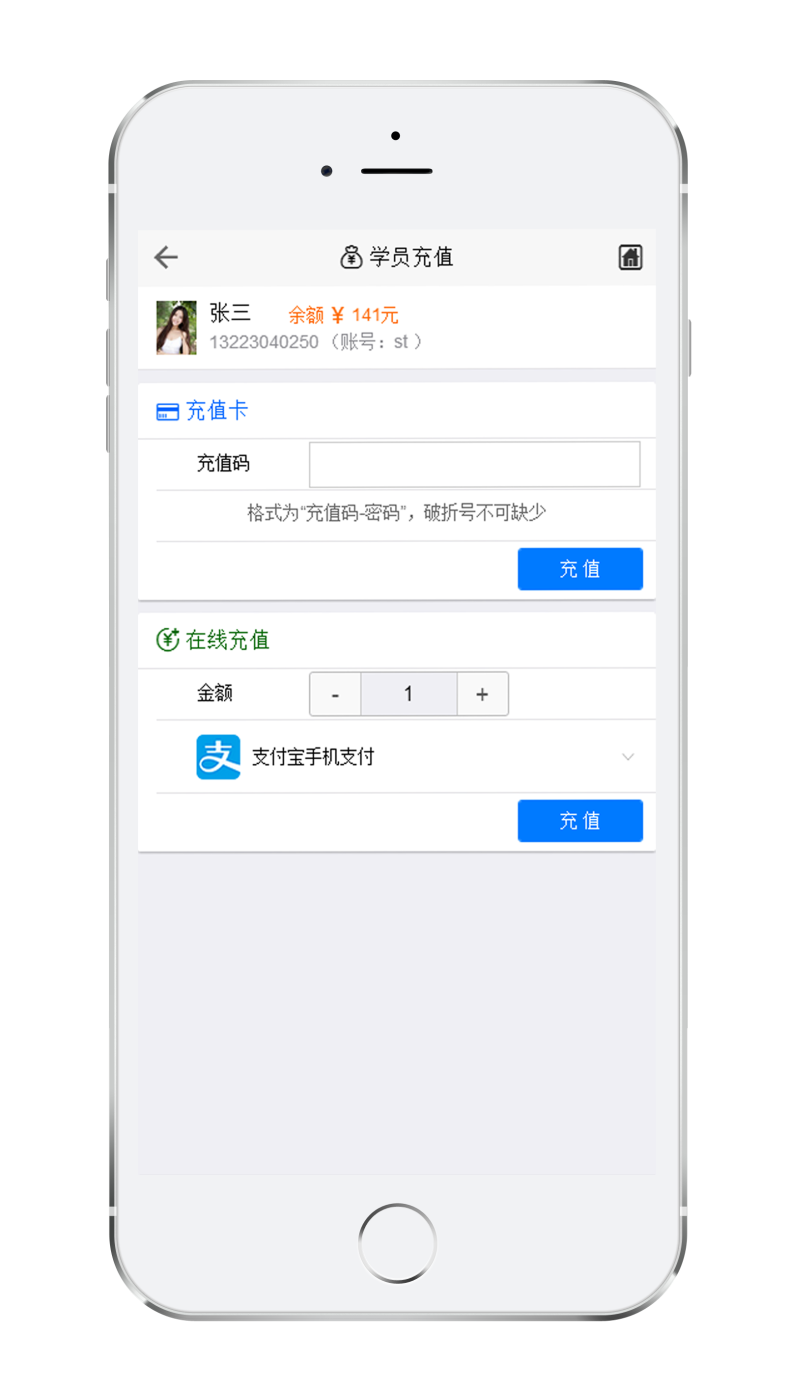 学员充值
张三 余额 ¥ 141元
13223040250（账号：st ）
充值卡
充值码
格式为“充值码-密码”，破折号不可缺少
充 值
在线充值
金额 - 1 +
支 支付宝手机支付
充 值